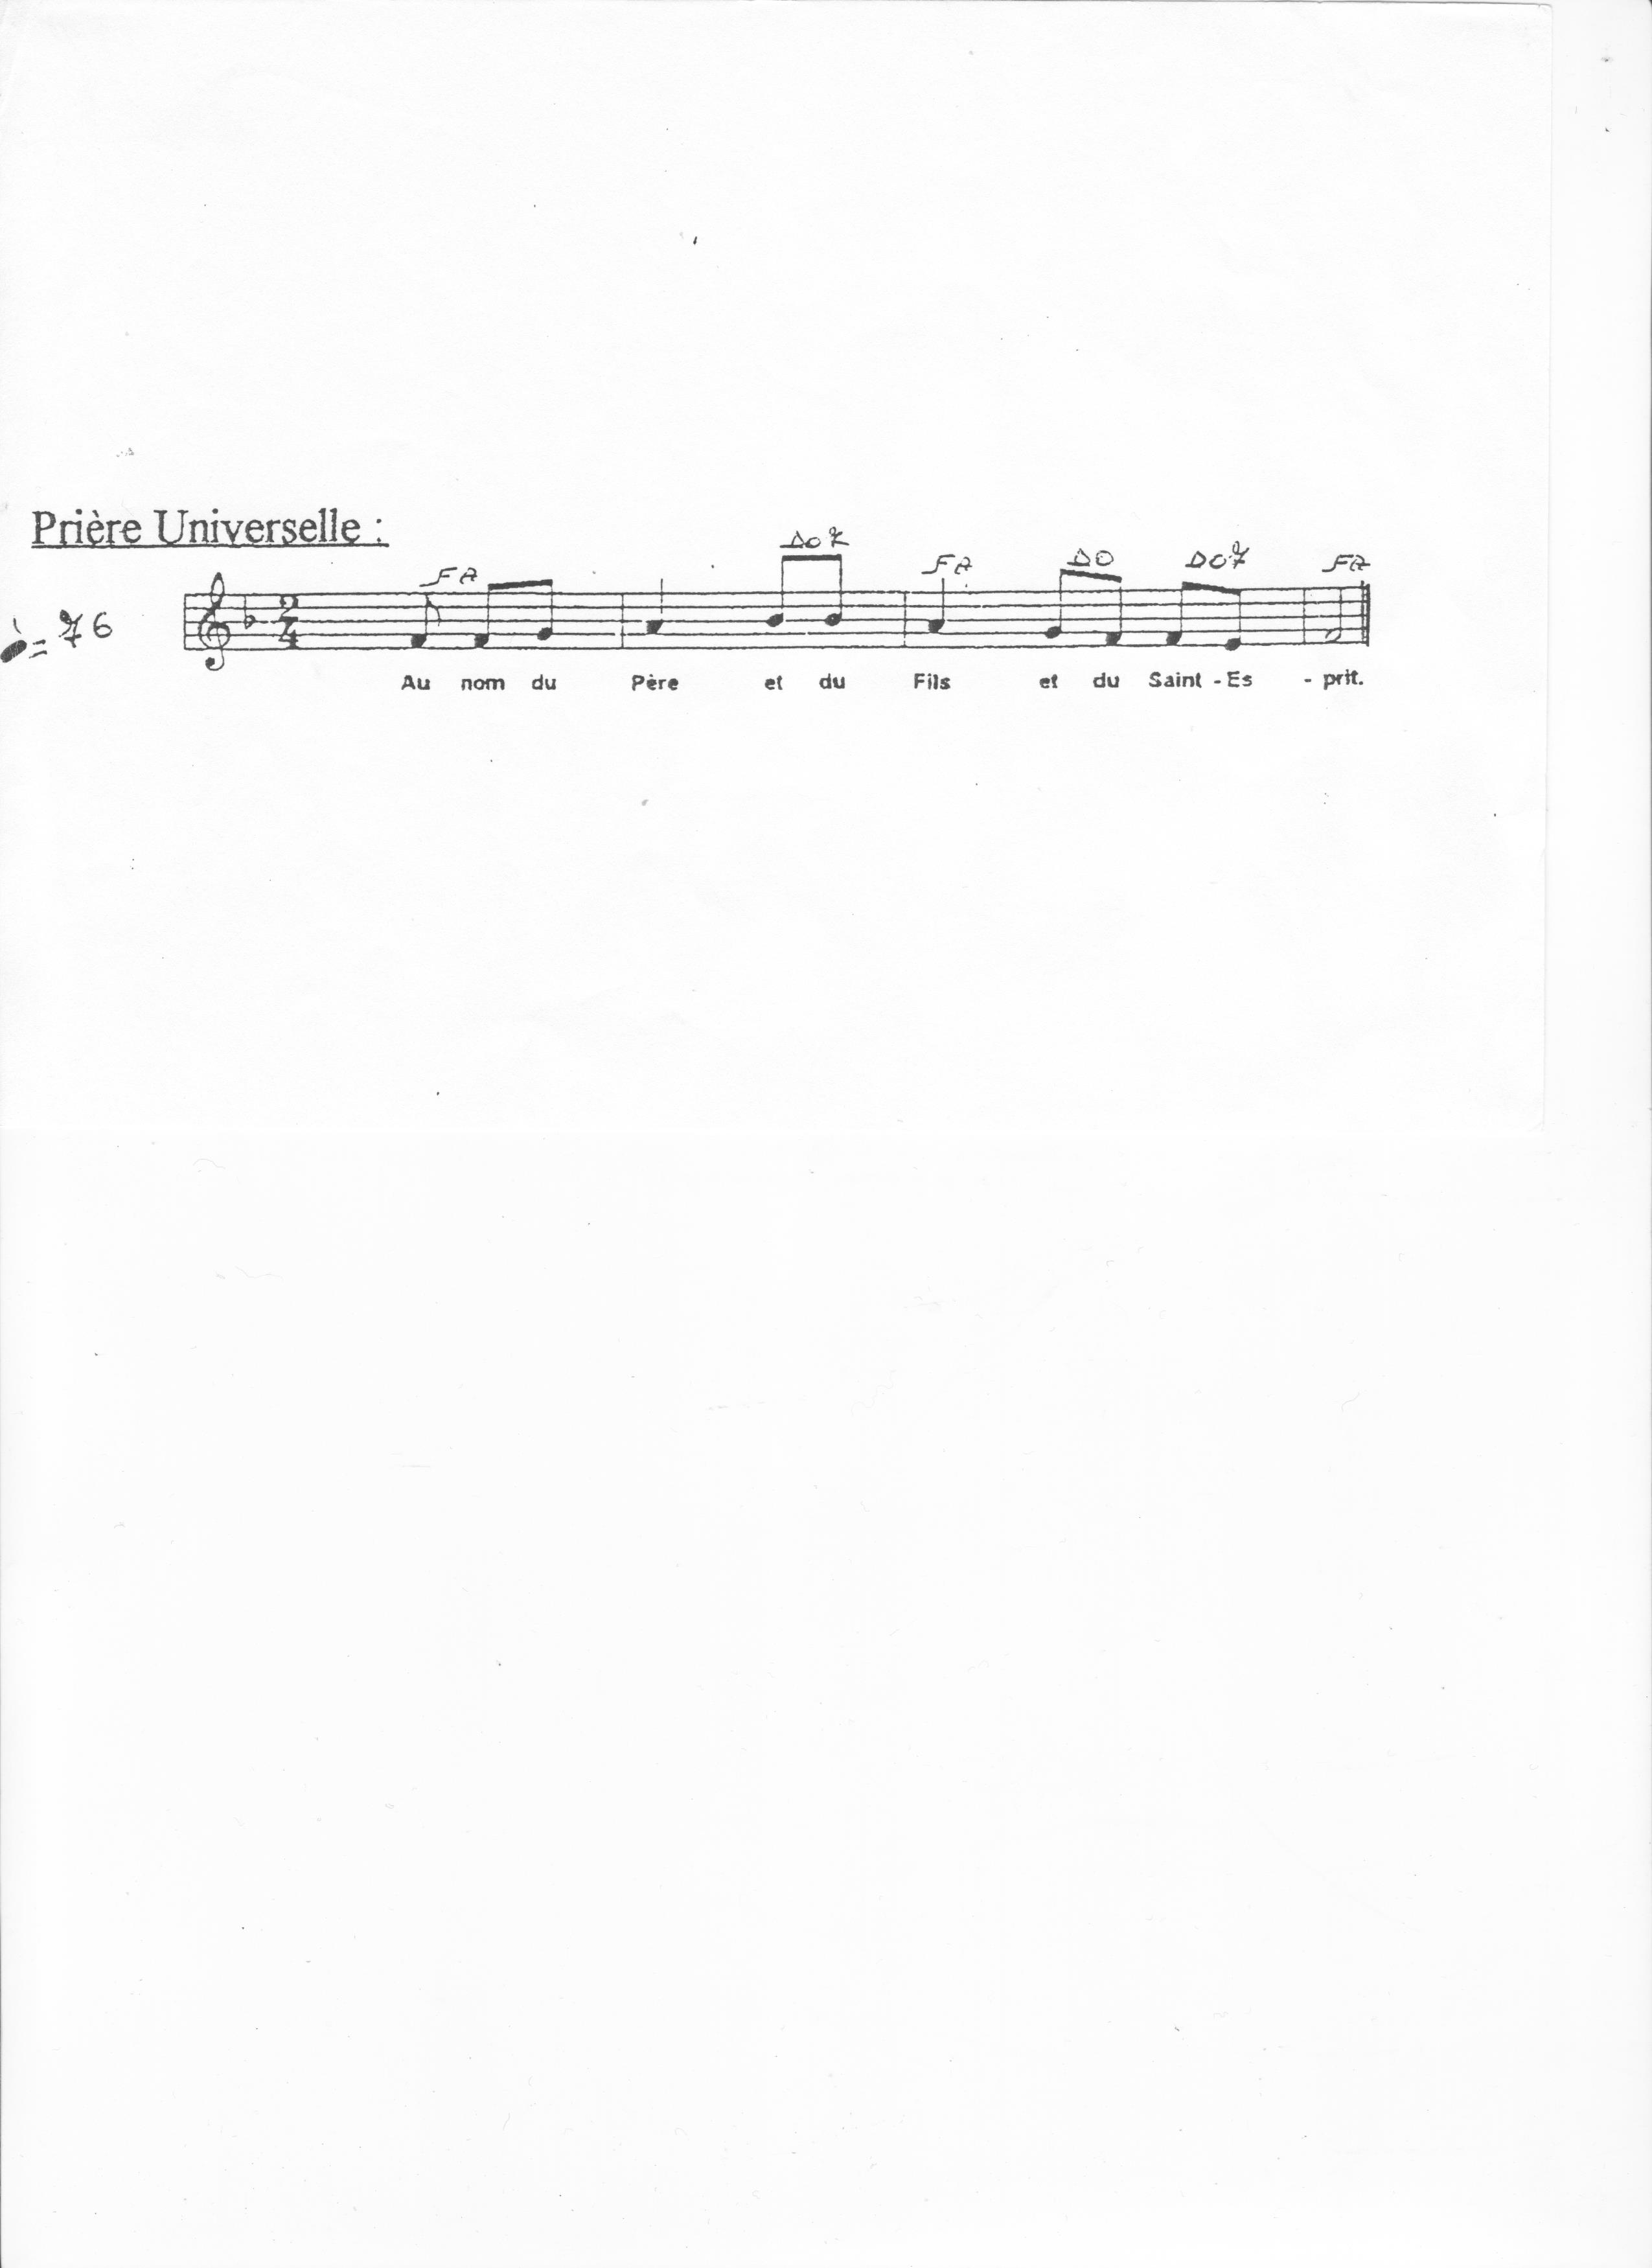 Prière Universelle :
FA DO7 FA DO DO7 FA
= 76
Au nom du Père et du Fils et du Saint - Es - prit.